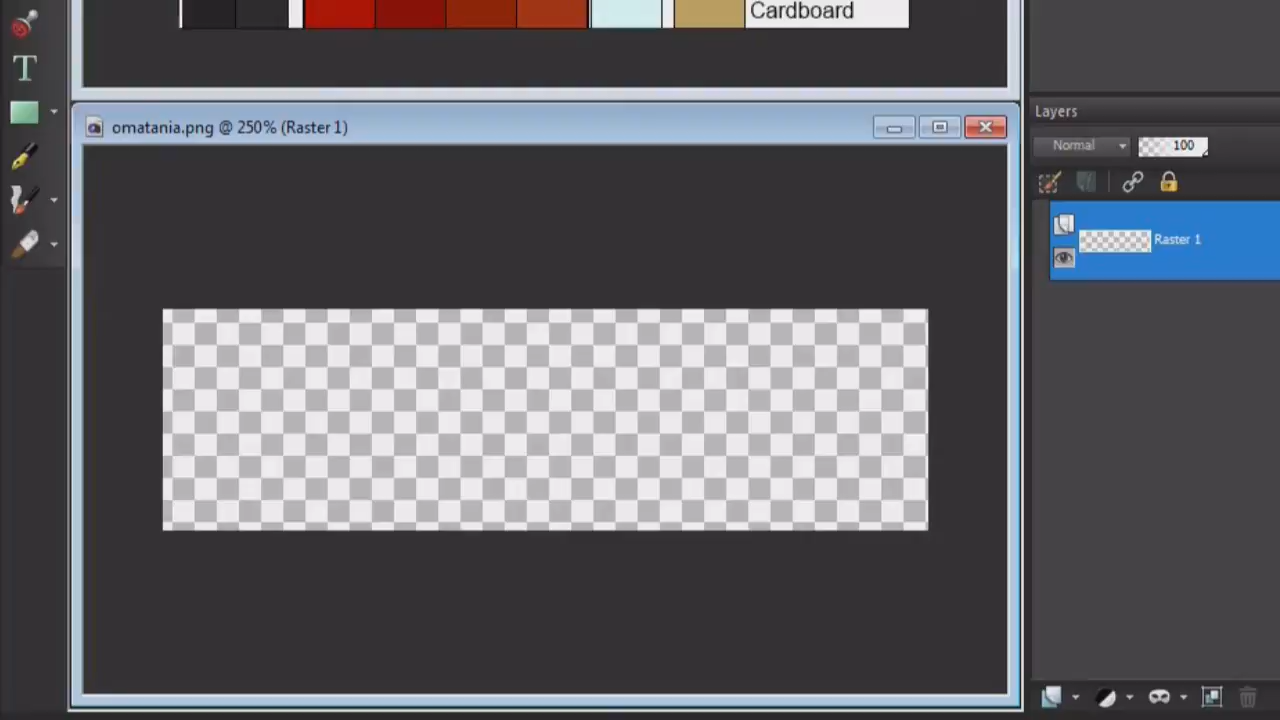 Cardboard
T
omatania.png @ 250% (Raster 1)
Layers
Normal
100
Raster 1